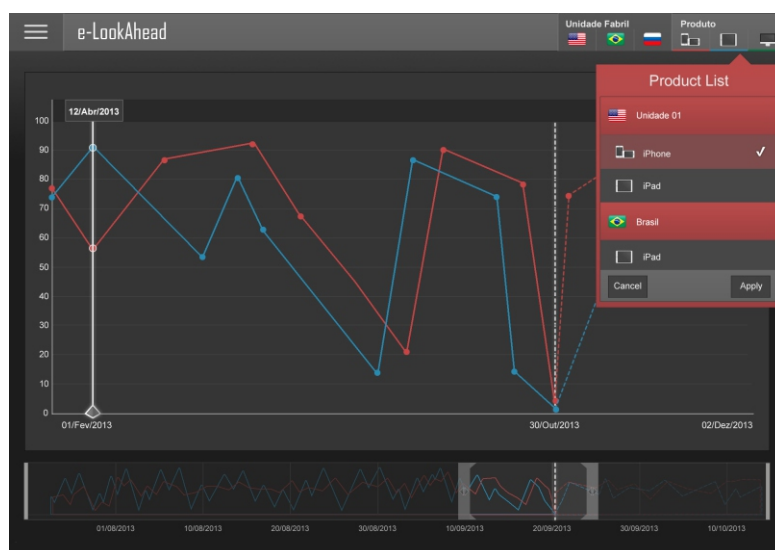 e-LookAhead
Unidade Fabril
Produto
Product List
Unidade 01
iPhone
iPad
Brasil
iPad
Cancel
Apply
12/Abr/2013
100
90
80
70
60
50
40
30
20
10
0
01/Fev/2013
30/Out/2013
02/Dez/2013
01/08/2013
10/08/2013
20/08/2013
30/08/2013
10/09/2013
20/09/2013
30/09/2013
10/10/2013